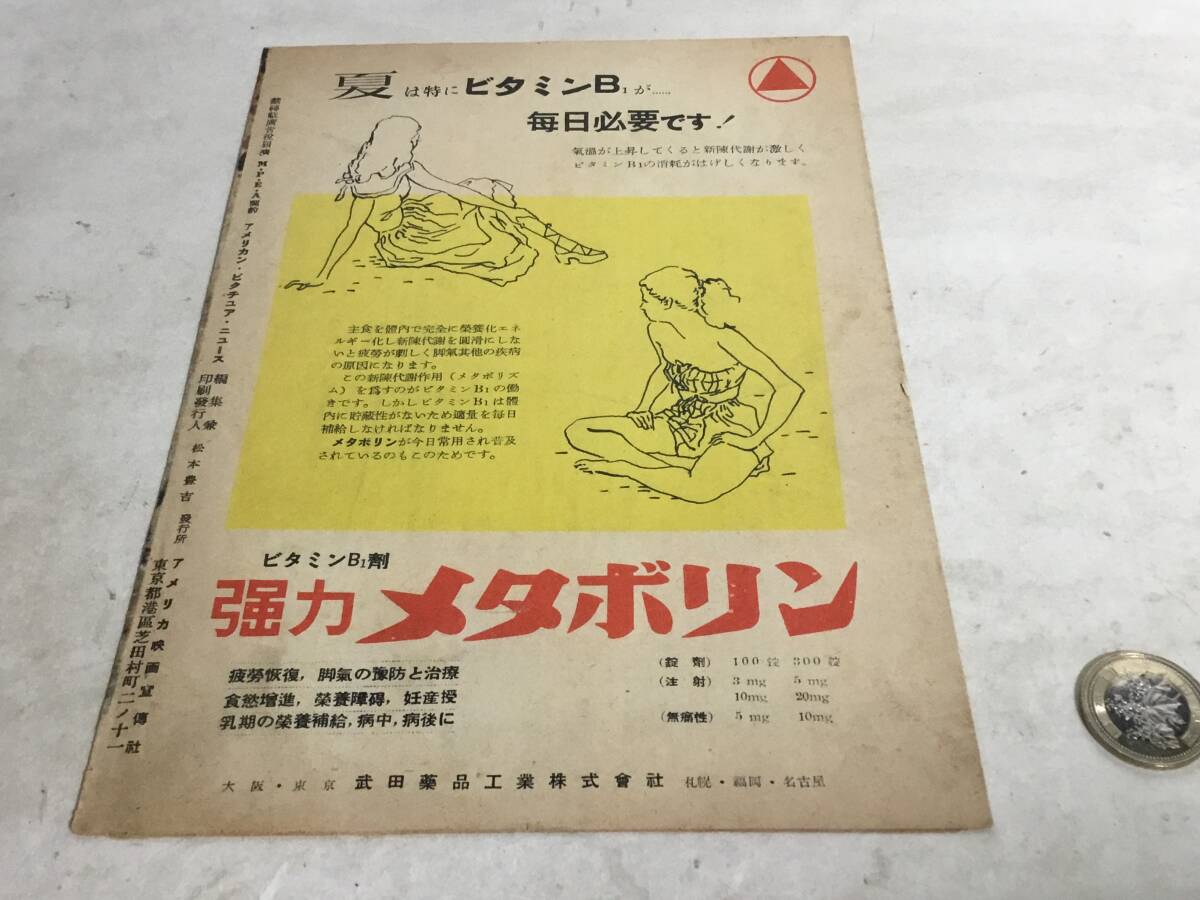 夏は特にビタミンB₁が……
毎日必要です!
氣溫が上昇してくると新陳代謝が激しく
ビタミンB₁の消耗がはげしくなります。
主食を體內で完全に榮養化エネ
ルギー化し新陳代謝を圓滑にしな
いと疲勞が劇しく脚氣其他の疾病
の原因になります。
この新陳代謝作用(メタボリズ
ム)を爲すのがビタミンB₁の働
きです。しかしビタミンB₁は體
內に貯蔵性がないため適量を每日
補給しなければなりません。
メタボリンが今日常用され普及
されているのもこのためです。
ビタミンB₁劑
强力メタボリン
疲勞恢復,脚氣の豫防と治療
食慾增進,榮養障碍,妊産授
乳期の榮養補給,病中,病後に
(錠 劑) 100錠 300錠
(注 射) 3mg 5mg
10mg 20mg
(無痛性) 5mg 10mg
大阪・東京 武田藥品工業株式會社 札幌・福岡・名古屋
M・P・E・A アメリカン・ピクチュア・ニュース
編集兼
印刷發行人
松本豊吉
發行所
アメリカ映画宣傳社
東京都港區芝田村町二ノ十一